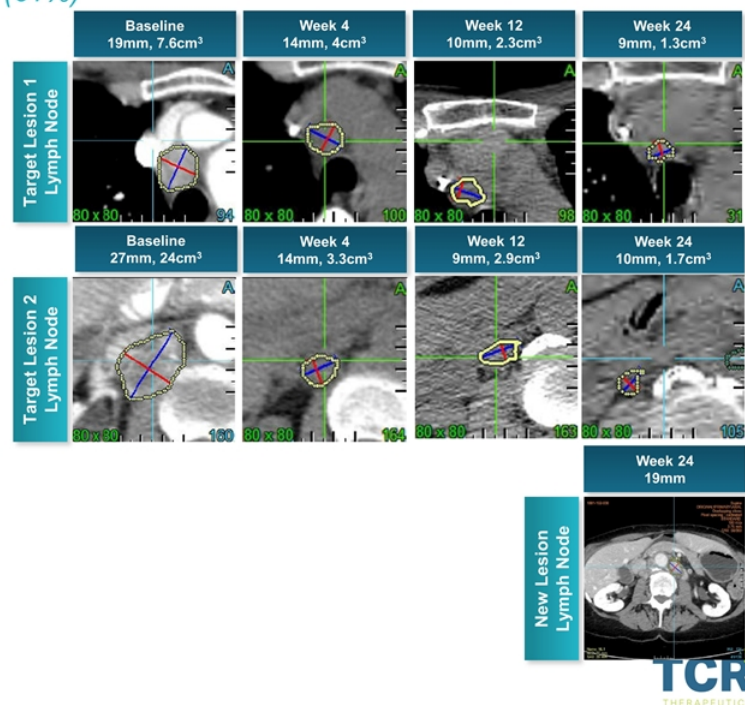 Baseline
19mm, 7.6cm³
Week 4
14mm, 4cm³
Week 12
10mm, 2.3cm³
Week 24
9mm, 1.3cm³
Target Lesion 1
Lymph Node
A
A
A
A
80 x 80
94
80 x 80
100
80 x 80
98
80 x 80
31
Baseline
27mm, 24cm³
Week 4
14mm, 3.3cm³
Week 12
9mm, 2.9cm³
Week 24
10mm, 1.7cm³
Target Lesion 2
Lymph Node
A
A
A
A
80 x 80
160
80 x 80
164
80 x 80
163
80 x 80
105
Week 24
19mm
New Lesion
Lymph Node
TCR
THERAPEUTIC